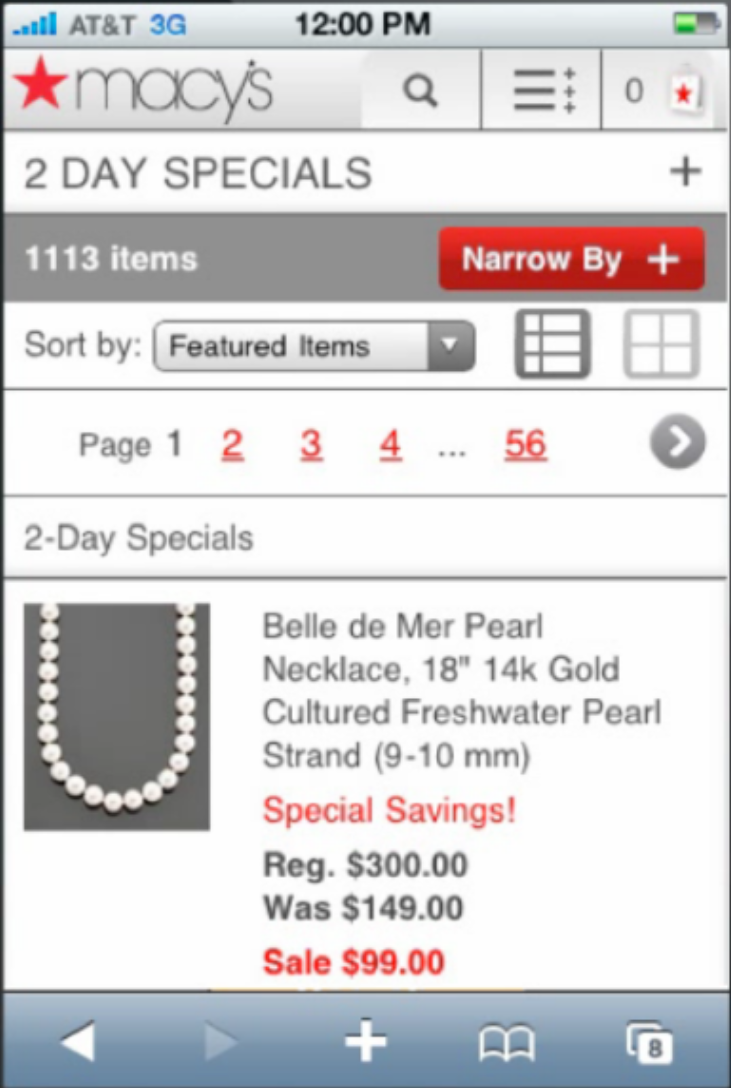 AT&T 3G 12:00 PM
macy's 0
2 DAY SPECIALS +
1113 items Narrow By +
Sort by: Featured Items
Page 1 2 3 4 ... 56
2-Day Specials
Belle de Mer Pearl
Necklace, 18" 14k Gold
Cultured Freshwater Pearl
Strand (9-10 mm)
Special Savings!
Reg. $300.00
Was $149.00
Sale $99.00
8